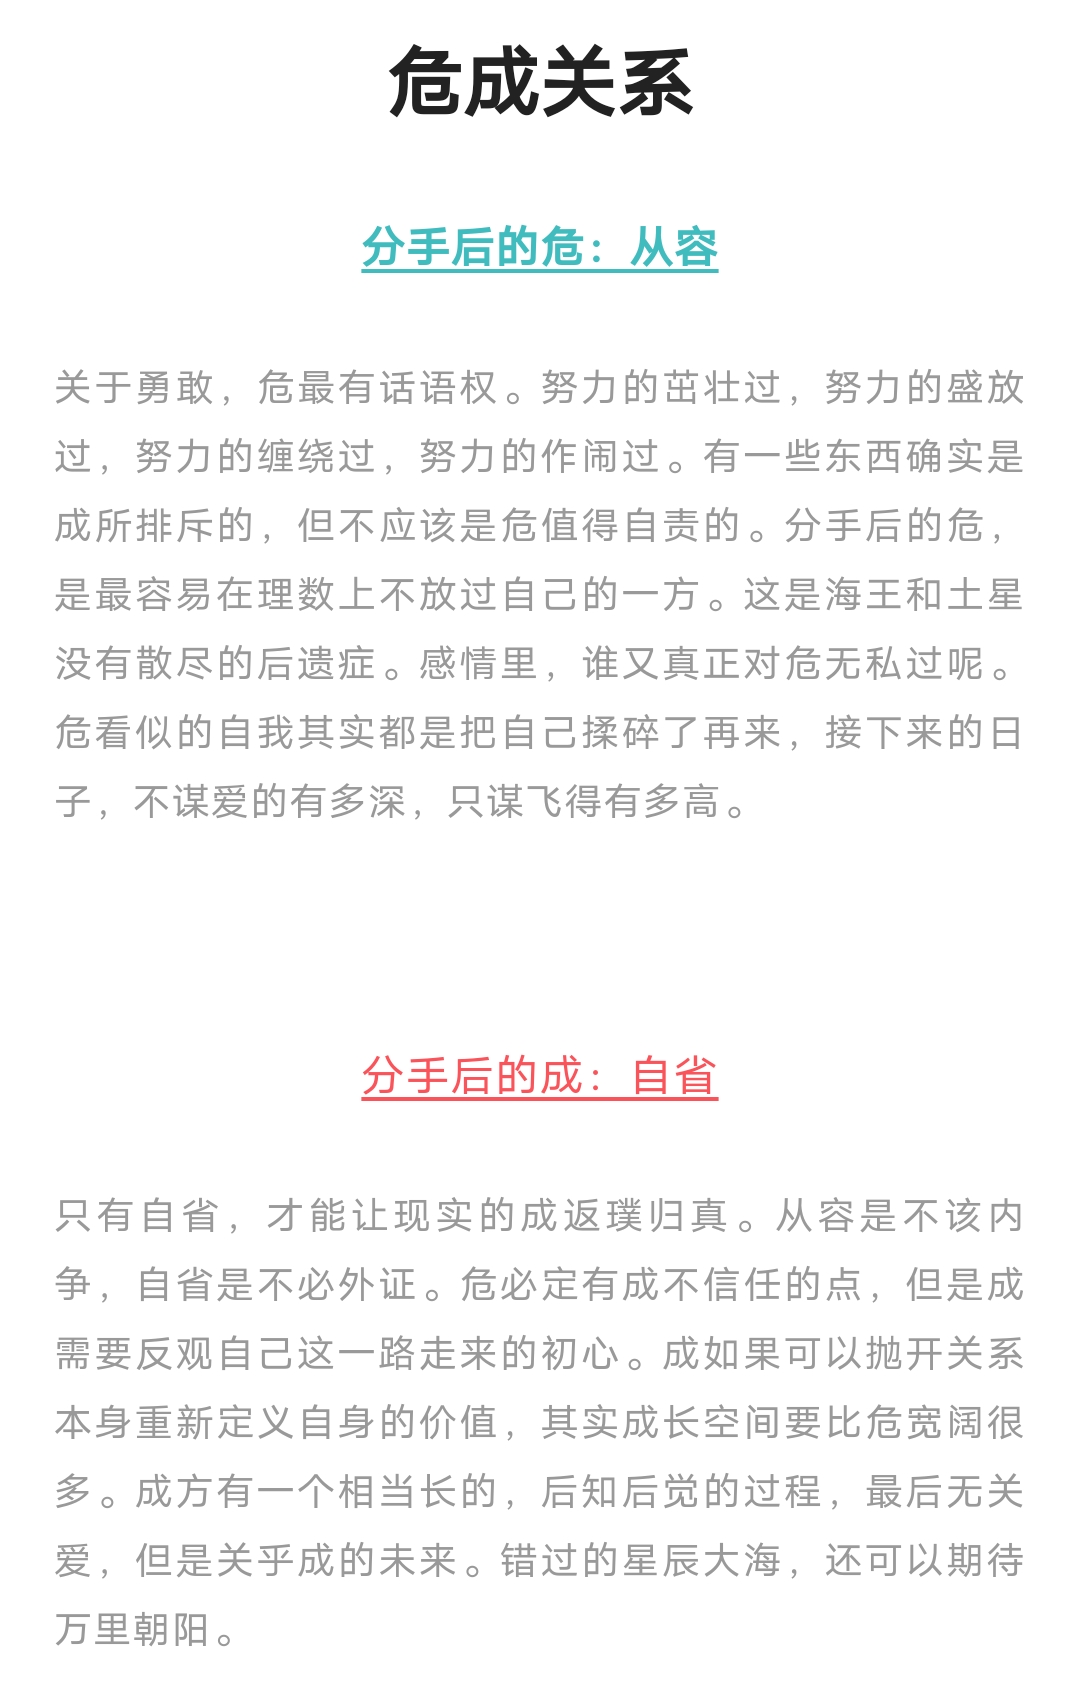 危成关系
分手后的危：从容
关于勇敢，危最有话语权。努力的茁壮过，努力的盛放
过，努力的缠绕过，努力的作闹过。有一些东西确实是
成所排斥的，但不应该是危值得自责的。分手后的危，
是最容易在理数上不放过自己的一方。这是海王和土星
没有散尽的后遗症。感情里，谁又真正对危无私过呢。
危看似的自我其实都是把自己揉碎了再来，接下来的日
子，不谋爱的有多深，只谋飞得有多高。
分手后的成：自省
只有自省，才能让现实的成返璞归真。从容是不该内
争，自省是不必外证。危必定有成不信任的点，但是成
需要反观自己这一路走来的初心。成如果可以抛开关系
本身重新定义自身的价值，其实成长空间要比危宽阔很
多。成方有一个相当长的，后知后觉的过程，最后无关
爱，但是关乎成的未来。错过的星辰大海，还可以期待
万里朝阳。